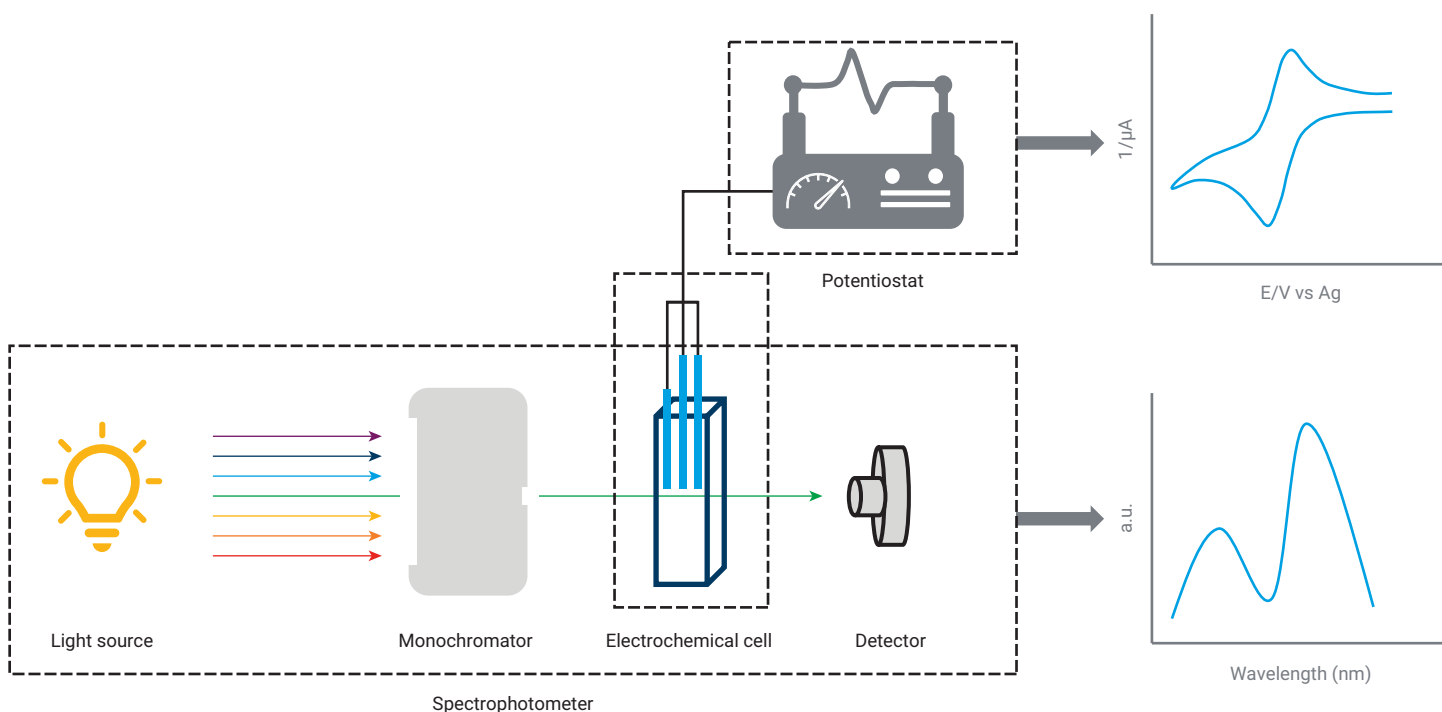 Potentiostat
1/µA
E/V vs Ag
Light source
Monochromator
Electrochemical cell
Detector
Spectrophotometer
a.u.
Wavelength (nm)